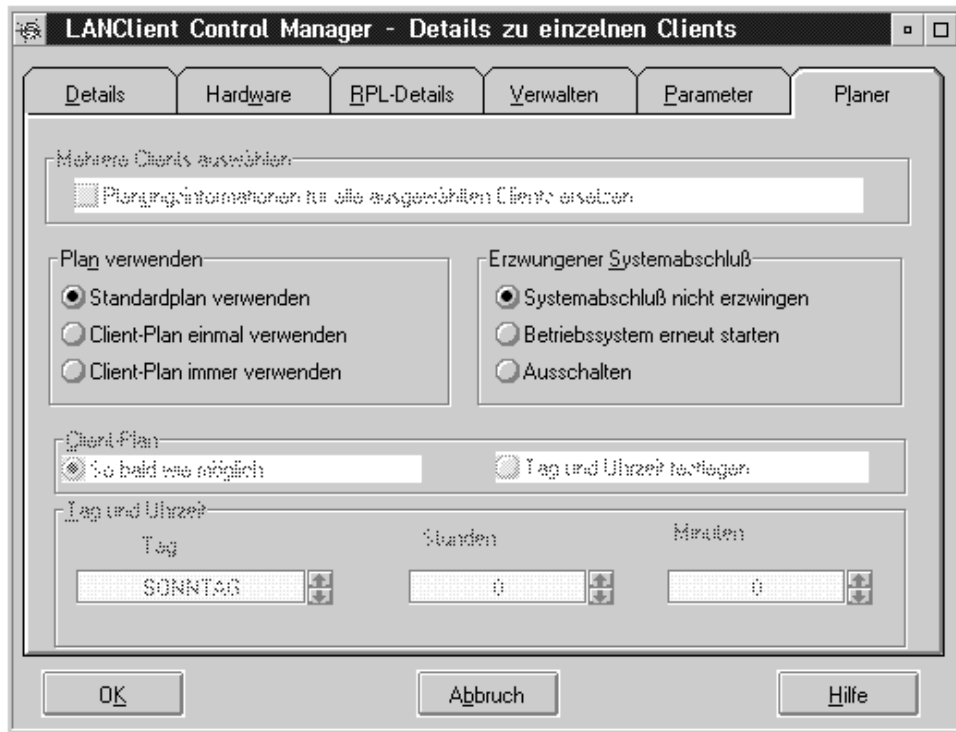 LANClient Control Manager - Details zu einzelnen Clients
Details Hardware RPL-Details Verwalten Parameter Planer
Mehrere Clients auswählen
Planungsinformationen für alle ausgewählten Clients ersetzen
Plan verwenden
Standardplan verwenden
Client-Plan einmal verwenden
Client-Plan immer verwenden
Erzwungener Systemabschluß
Systemabschluß nicht erzwingen
Betriebssystem erneut starten
Ausschalten
Client-Plan
So bald wie möglich
Tag und Uhrzeit festlegen
Tag und Uhrzeit
Tag Stunden Minuten
SONNTAG 0 0
OK Abbruch Hilfe